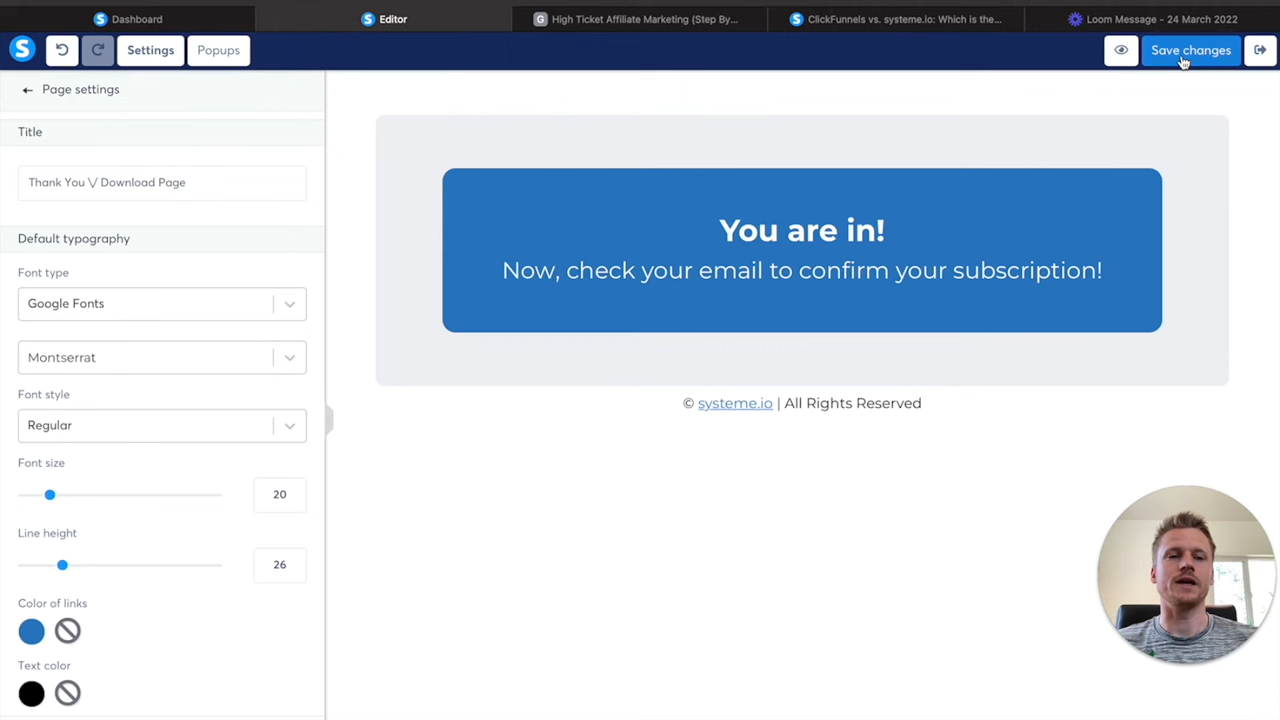 Dashboard
Editor
High Ticket Affiliate Marketing (Step By...
ClickFunnels vs. systeme.io: Which is the...
Loom Message - 24 March 2022
S
Settings
Popups
Save changes
← Page settings
Title
Thank You \/ Download Page
Default typography
Font type
Google Fonts
Montserrat
Font style
Regular
Font size
20
Line height
26
Color of links
Text color
You are in!
Now, check your email to confirm your subscription!
© systeme.io | All Rights Reserved